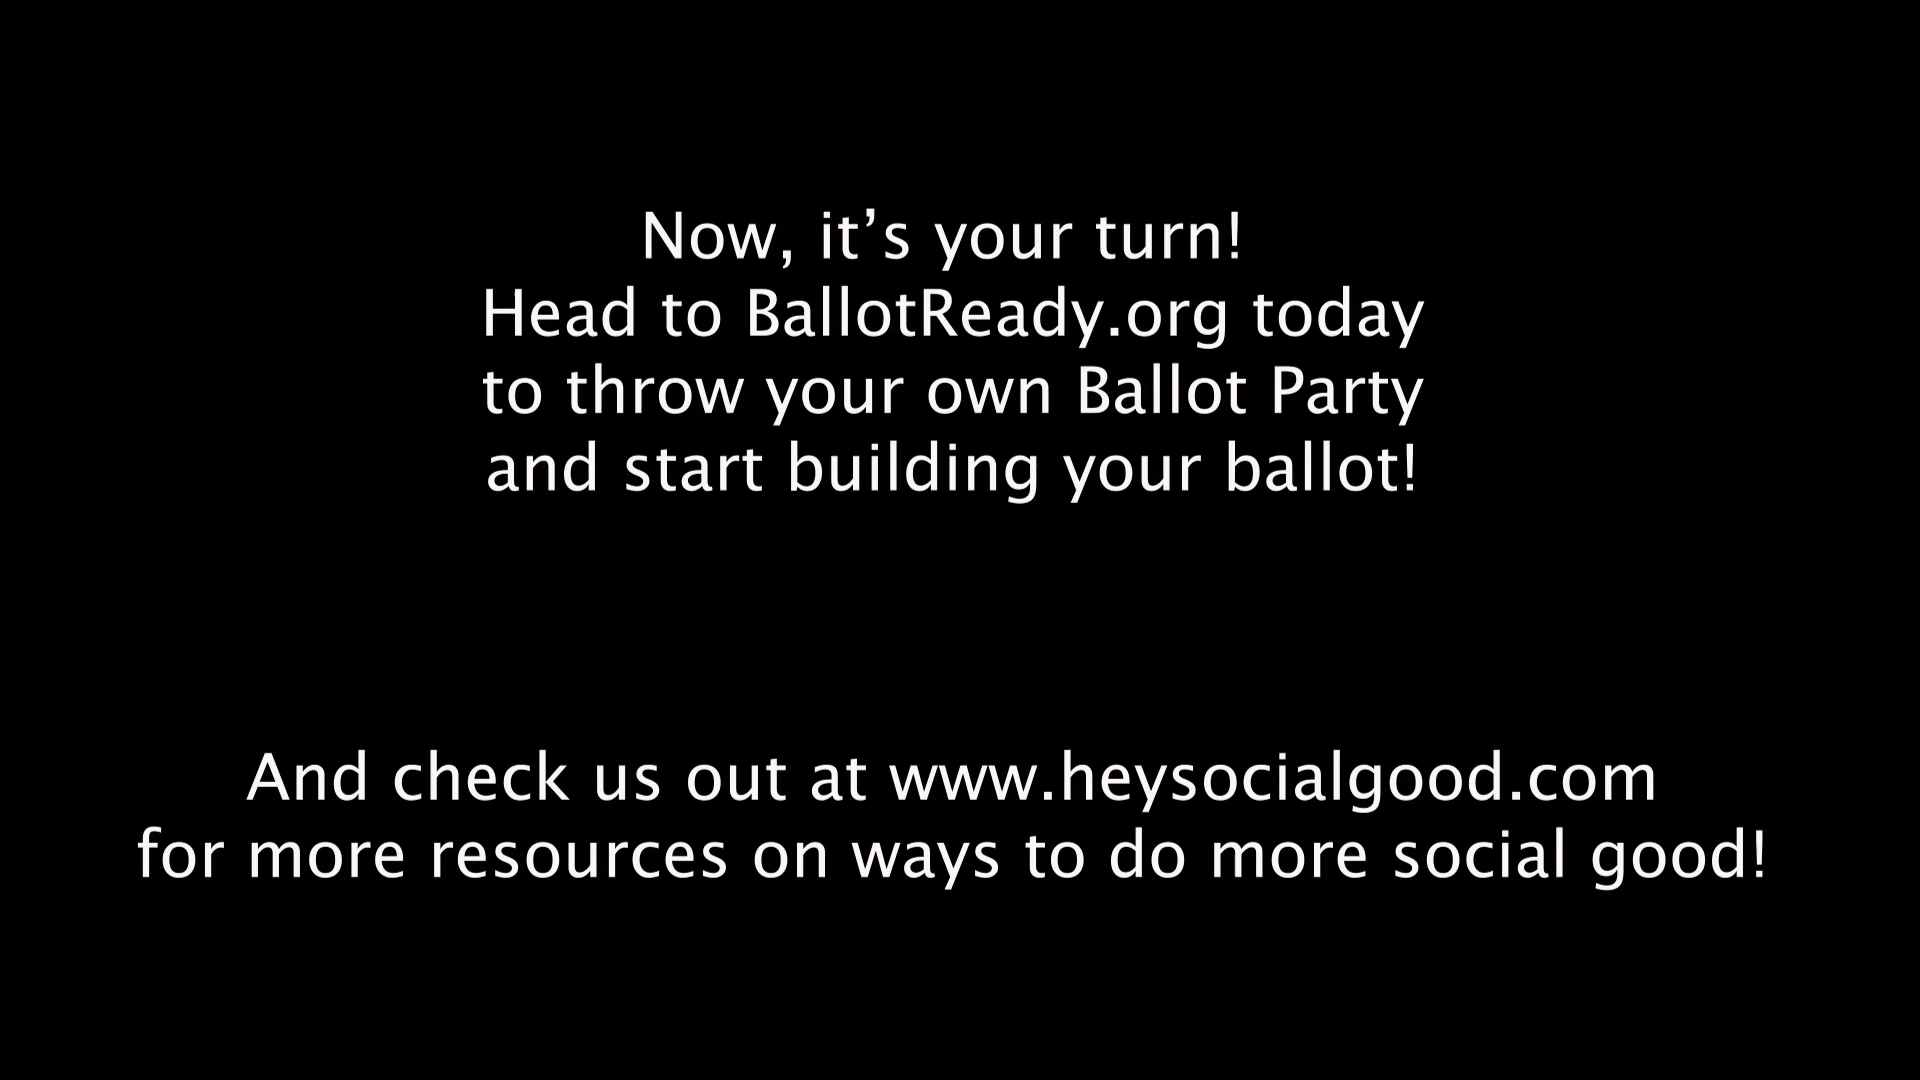 Now, it’s your turn!
Head to BallotReady.org today
to throw your own Ballot Party
and start building your ballot!
And check us out at www.heysocialgood.com
for more resources on ways to do more social good!